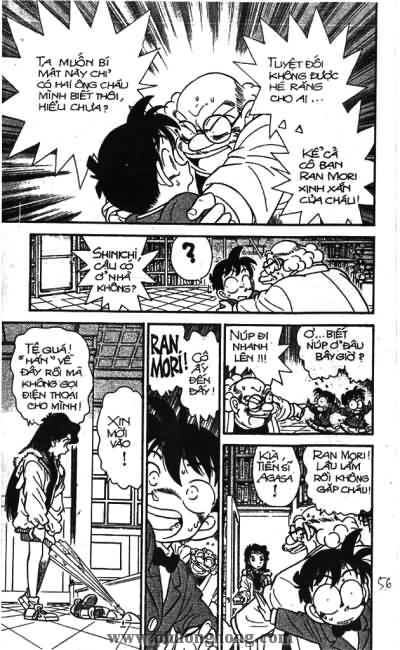 TUYỆT ĐỐI
KHÔNG ĐƯỢC
HÉ RĂNG
CHO AI...
KỂ CẢ
CÔ BẠN
RAN MORI
XINH XẮN
CỦA CHÁU!
TA MUỐN BÍ
MẬT NÀY CHỈ
CÓ HAI ÔNG CHÁU
MÌNH BIẾT THÔI,
HIỂU CHƯA?
?
SHINICHI,
CẬU CÓ
Ở NHÀ
KHÔNG?
Ơ... BIẾT
NÚP Ở ĐÂU
BÂY GIỜ?
NÚP ĐI
NHANH
LÊN!!!
RAN
MORI!
CÔ
ẤY
ĐẾN
ĐẤY!
TỆ QUÁ!
"HẮN" VỀ
ĐÂY RỒI MÀ
KHÔNG GỌI
ĐIỆN THOẠI
CHO MÌNH!
XIN
MỜI
VÀO
!
RAN MORI!
LÂU LẮM
RỒI KHÔNG
GẶP CHÁU!
KÌA,
TIẾN SĨ
AGASA
!
56